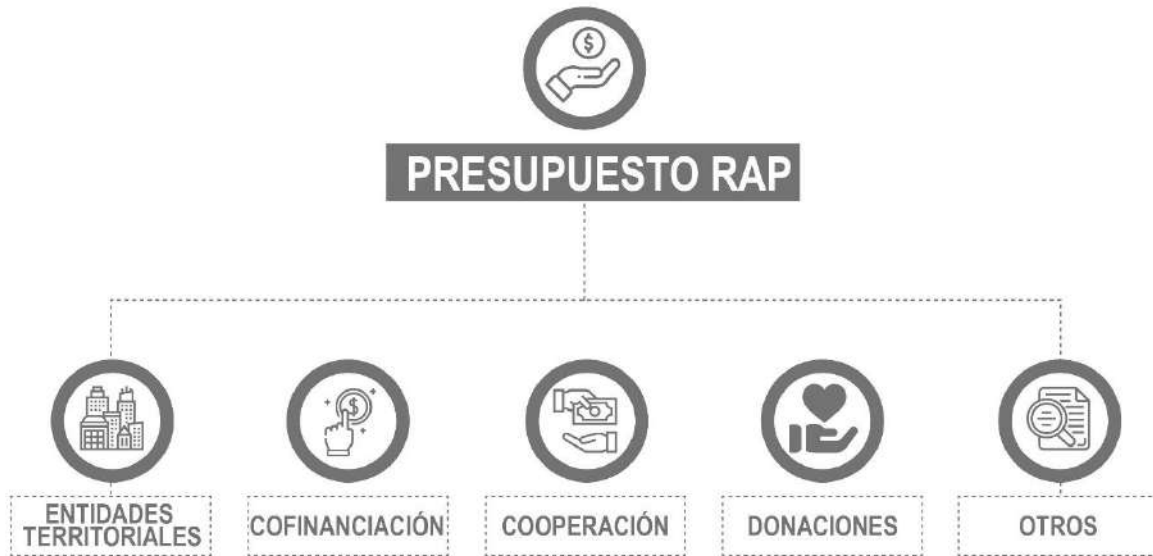 PRESUPUESTO RAP
ENTIDADES
TERRITORIALES
COFINANCIACIÓN
COOPERACIÓN
DONACIONES
OTROS